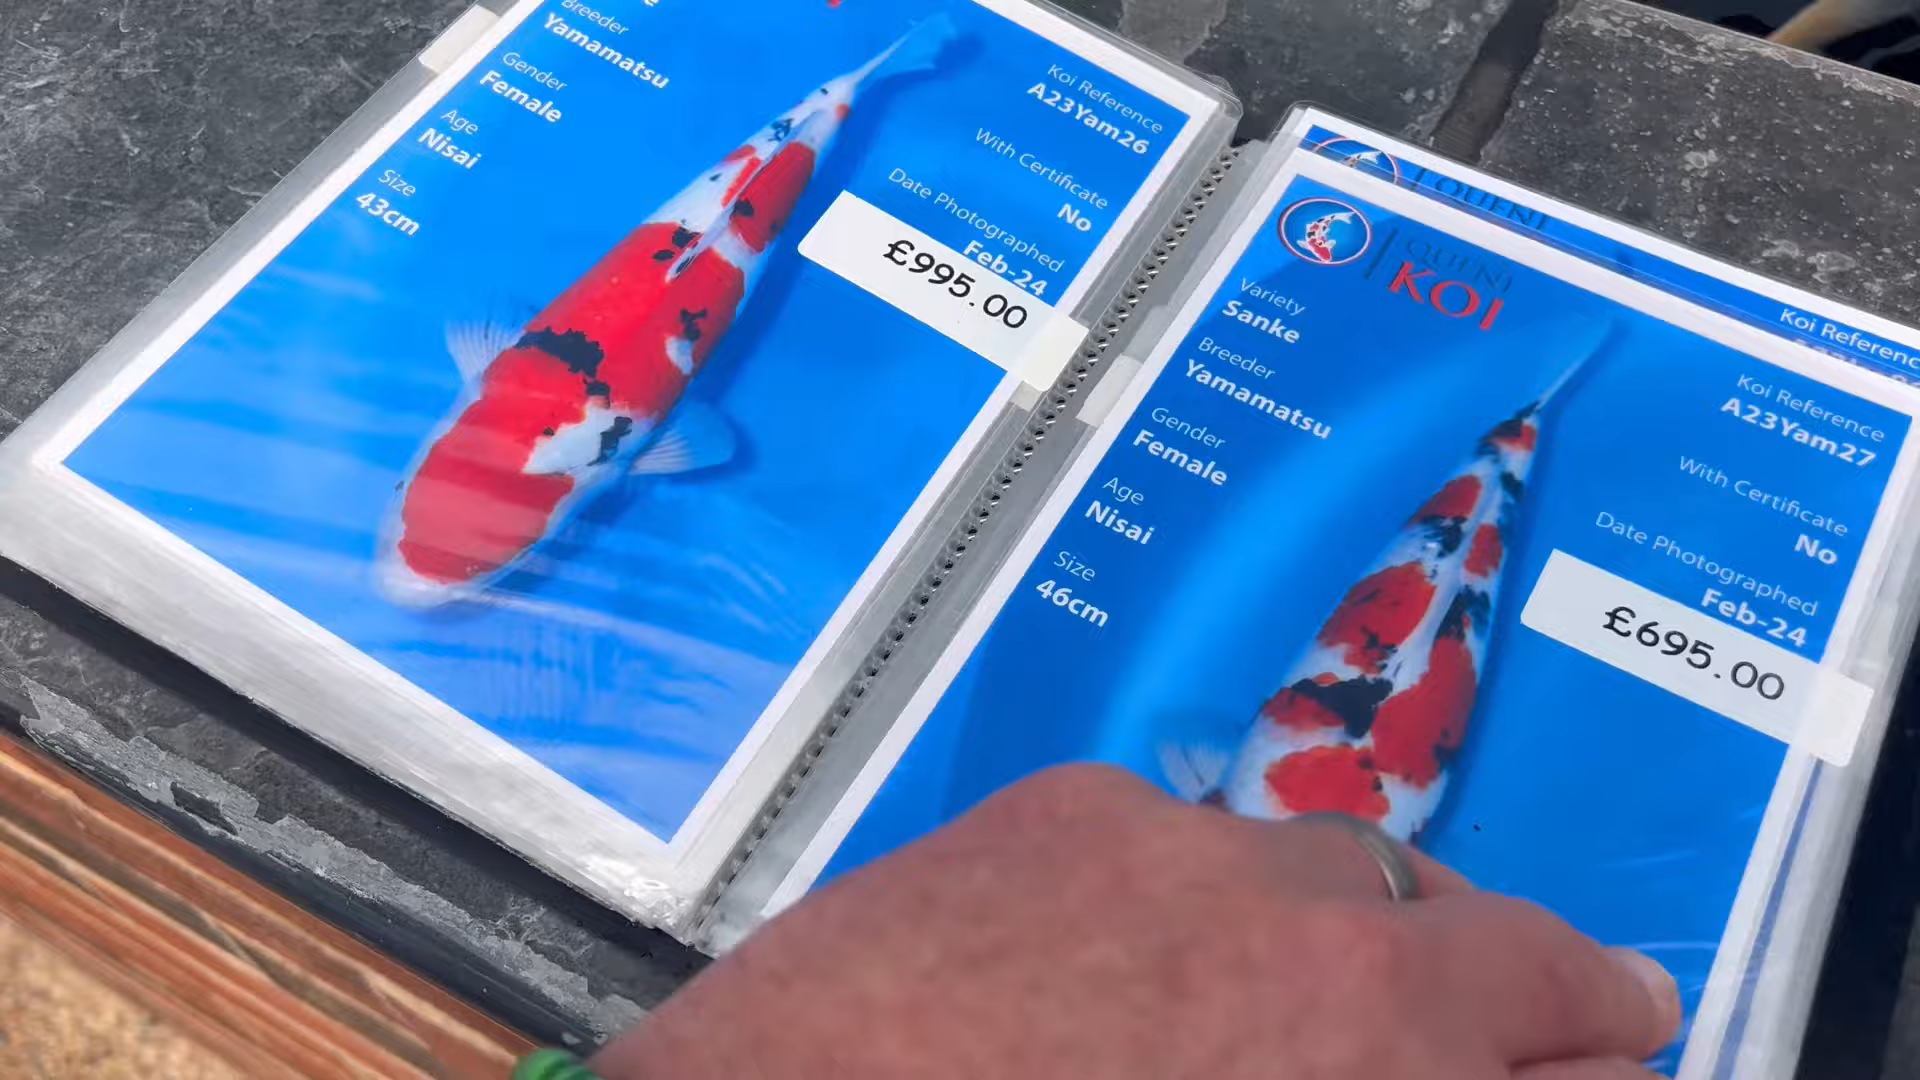 Breeder
Yamamatsu
Gender
Female
Age
Nisai
Size
43cm
Koi Reference
A23Yam26
With Certificate
No
Date Photographed
Feb-24
£995.00
QUENI
KOI
Variety
Sanke
Breeder
Yamamatsu
Gender
Female
Age
Nisai
Size
46cm
Koi Reference
A23Yam27
With Certificate
No
Date Photographed
Feb-24
£695.00
QUENI